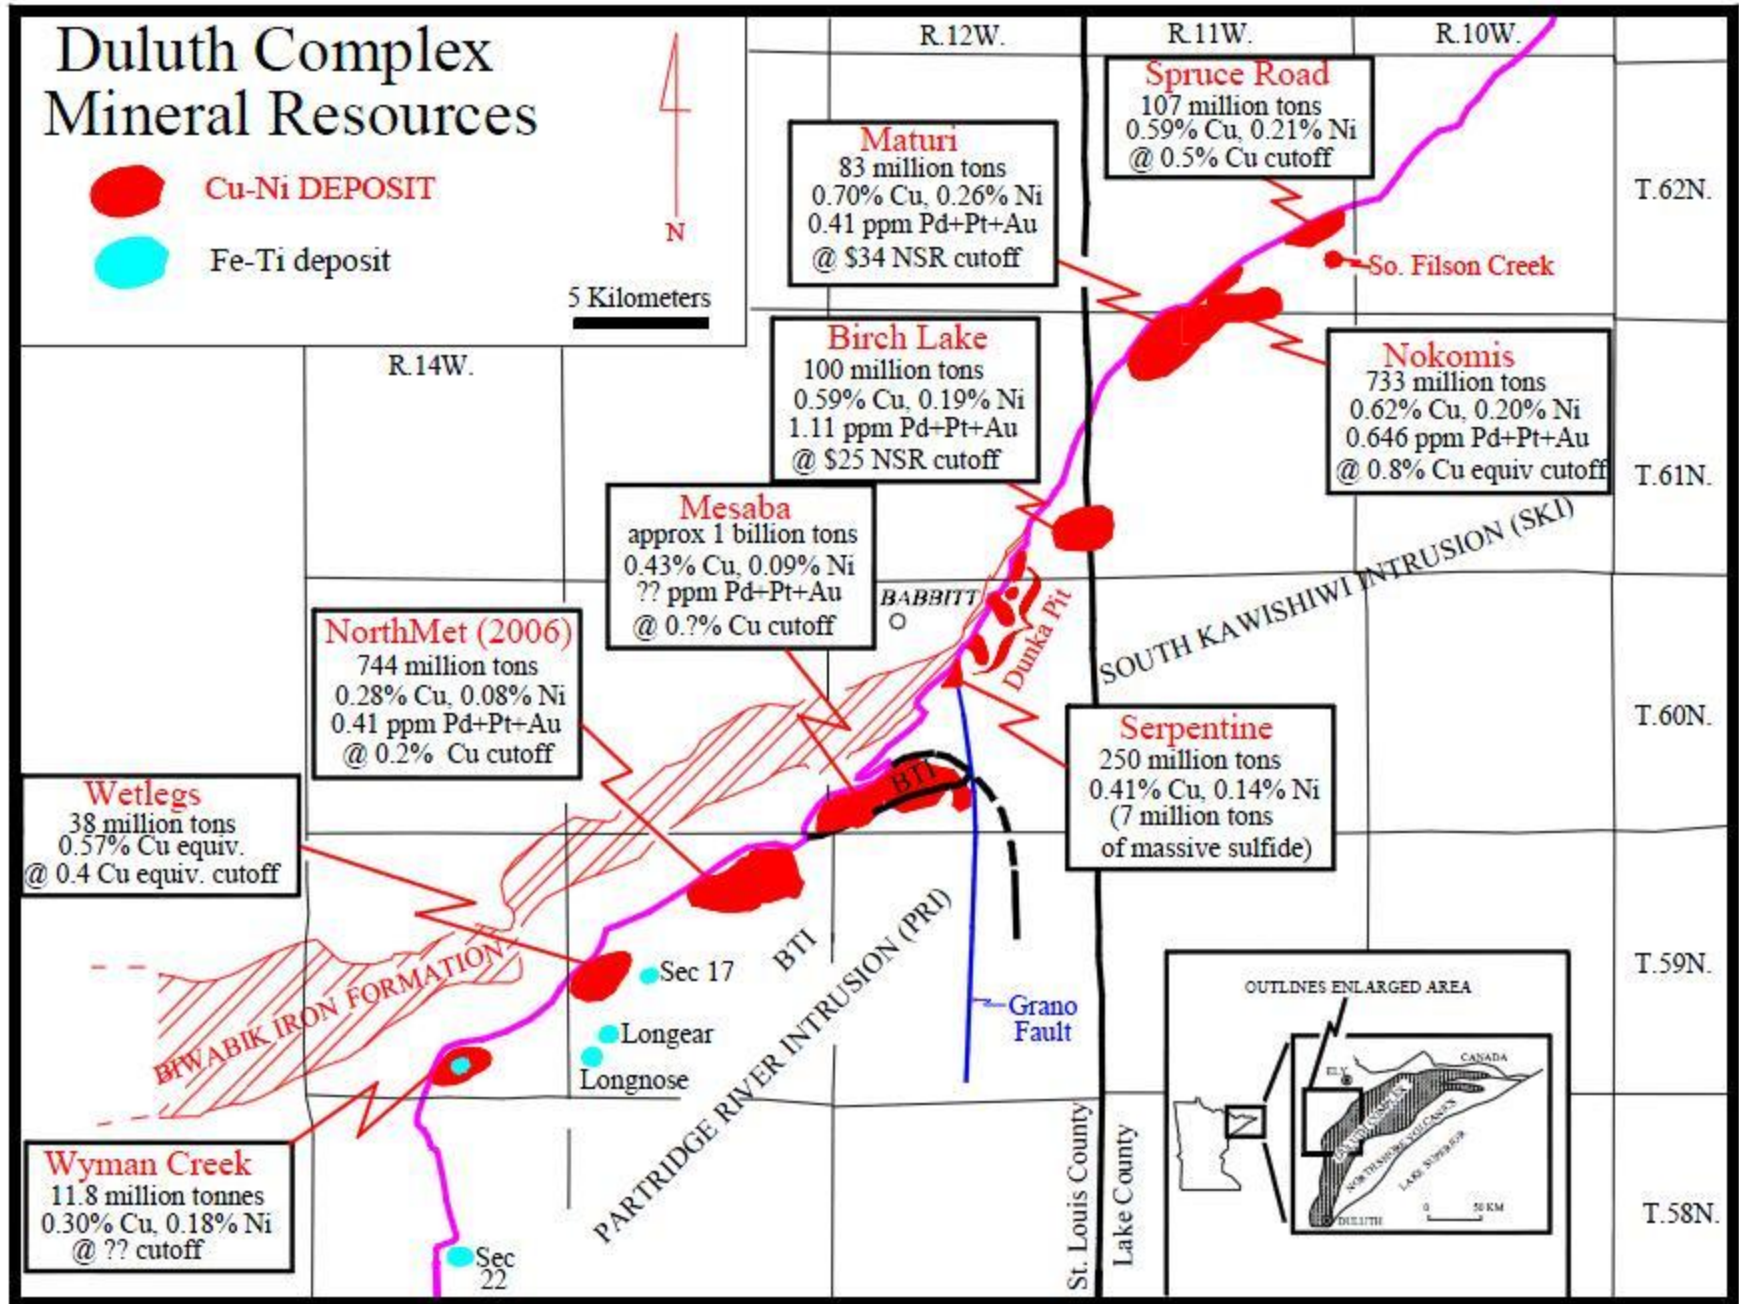 Duluth Complex
Mineral Resources
Cu-Ni DEPOSIT
Fe-Ti deposit
N
5 Kilometers
R.12W.
R.11W.
R.10W.
R.14W.
T.62N.
T.61N.
T.60N.
T.59N.
T.58N.
Spruce Road
107 million tons
0.59% Cu, 0.21% Ni
@ 0.5% Cu cutoff
Maturi
83 million tons
0.70% Cu, 0.26% Ni
0.41 ppm Pd+Pt+Au
@ $34 NSR cutoff
So. Filson Creek
Birch Lake
100 million tons
0.59% Cu, 0.19% Ni
1.11 ppm Pd+Pt+Au
@ $25 NSR cutoff
Nokomis
733 million tons
0.62% Cu, 0.20% Ni
0.646 ppm Pd+Pt+Au
@ 0.8% Cu equiv cutoff
Mesaba
approx 1 billion tons
0.43% Cu, 0.09% Ni
?? ppm Pd+Pt+Au
@ 0.?% Cu cutoff
BABBITT
Dunka Pit
SOUTH KAWISHIWI INTRUSION (SKI)
NorthMet (2006)
744 million tons
0.28% Cu, 0.08% Ni
0.41 ppm Pd+Pt+Au
@ 0.2% Cu cutoff
Serpentine
250 million tons
0.41% Cu, 0.14% Ni
(7 million tons
of massive sulfide)
BTI
Wetlegs
38 million tons
0.57% Cu equiv.
@ 0.4 Cu equiv. cutoff
BIWABIK IRON FORMATION
BTI
PARTRIDGE RIVER INTRUSION (PRI)
Sec 17
Longear
Longnose
Grano
Fault
Wyman Creek
11.8 million tonnes
0.30% Cu, 0.18% Ni
@ ?? cutoff
Sec
22
St. Louis County
Lake County
OUTLINES ENLARGED AREA
CANADA
ELY
NORTH SHORE VOLCANICS
LAKE SUPERIOR
DULUTH
0 50 KM